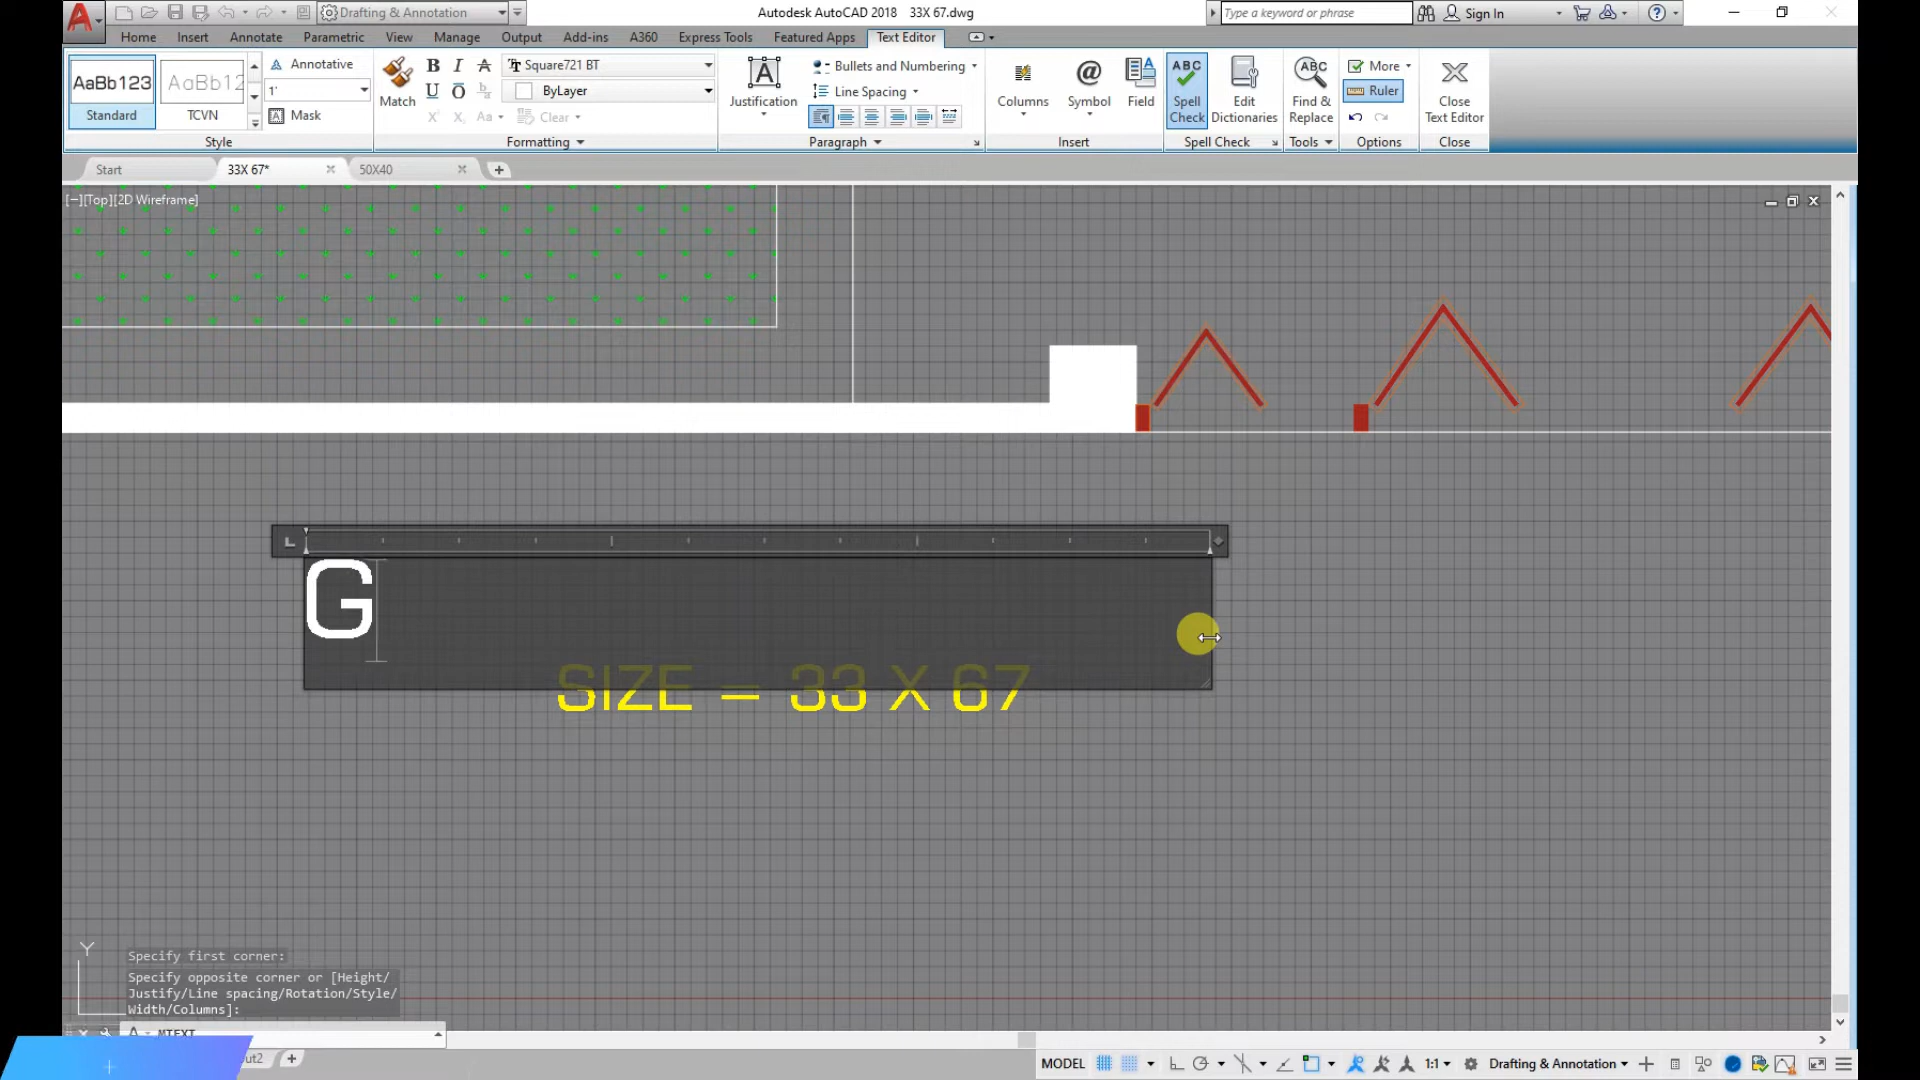 Drafting & Annotation
Autodesk AutoCAD 2018 33X 67.dwg
Type a keyword or phrase
Sign In
Home Insert Annotate Parametric View Manage Output Add-ins A360 Express Tools Featured Apps Text Editor
AaBb123
Standard
AaBb12
TCVN
Annotative
1'
Mask
Style
Match
B I A
U O
Square721 BT
ByLayer
Aa
Clear
Formatting
Justification
Bullets and Numbering
Line Spacing
Paragraph
Columns
Symbol
Field
Insert
ABC
Spell Check
Edit Dictionaries
Spell Check
ABC
Find & Replace
Tools
More
Ruler
Options
Close Text Editor
Close
Start 33X 67* 50X40
[−][Top][2D Wireframe]
G
SIZE = 33 X 67
Y
Specify first corner:
Specify opposite corner or [Height/
Justify/Line spacing/Rotation/Style/
Width/Columns]:
MTEXT
MODEL 1:1 Drafting & Annotation